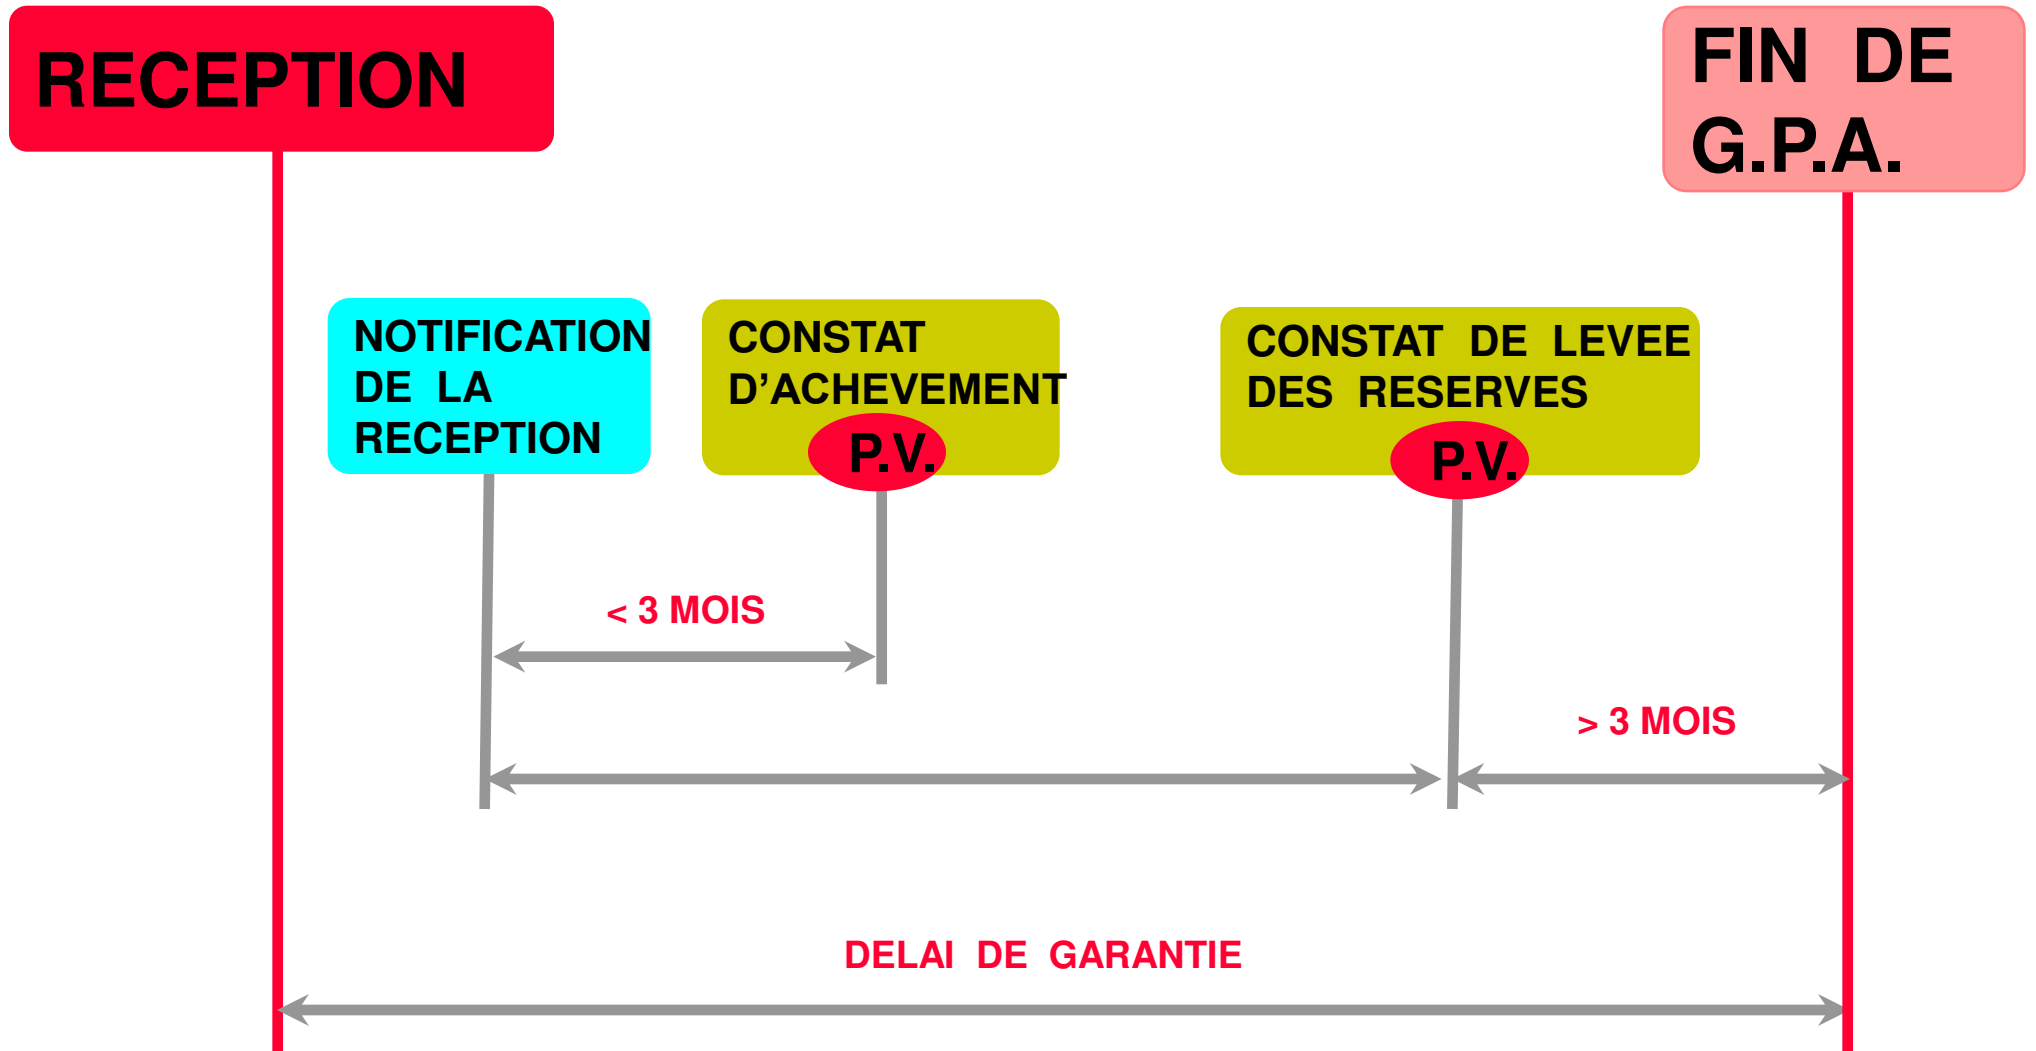 RECEPTION
FIN DE
G.P.A.
NOTIFICATION
DE LA
RECEPTION
CONSTAT
D’ACHEVEMENT
P.V.
CONSTAT DE LEVEE
DES RESERVES
P.V.
< 3 MOIS
> 3 MOIS
DELAI DE GARANTIE